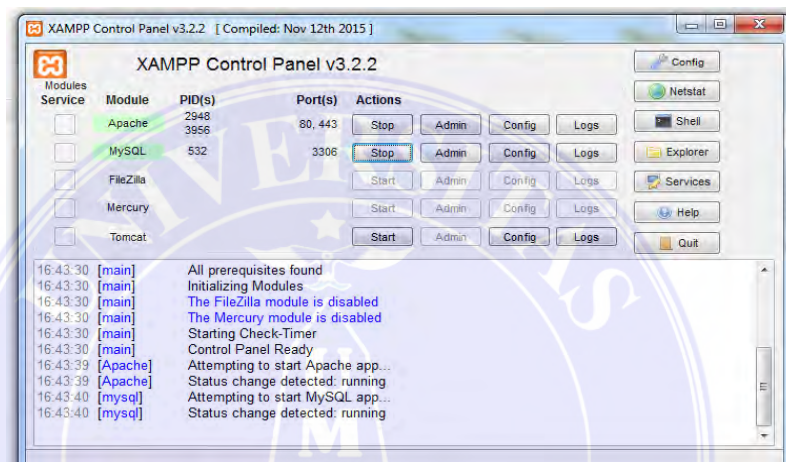 XAMPP Control Panel v3.2.2 [ Compiled: Nov 12th 2015 ]
XAMPP Control Panel v3.2.2
Config
Modules
Service Module PID(s) Port(s) Actions
Netstat
Apache 2948 3956 80, 443 Stop Admin Config Logs
Shell
MySQL 532 3306 Stop Admin Config Logs
Explorer
FileZilla Start Admin Config Logs
Services
Mercury Start Admin Config Logs
Help
Tomcat Start Admin Config Logs
Quit
16:43:30 [main] All prerequisites found
16:43:30 [main] Initializing Modules
16:43:30 [main] The FileZilla module is disabled
16:43:30 [main] The Mercury module is disabled
16:43:30 [main] Starting Check-Timer
16:43:30 [main] Control Panel Ready
16:43:39 [Apache] Attempting to start Apache app...
16:43:39 [Apache] Status change detected: running
16:43:40 [mysql] Attempting to start MySQL app...
16:43:40 [mysql] Status change detected: running